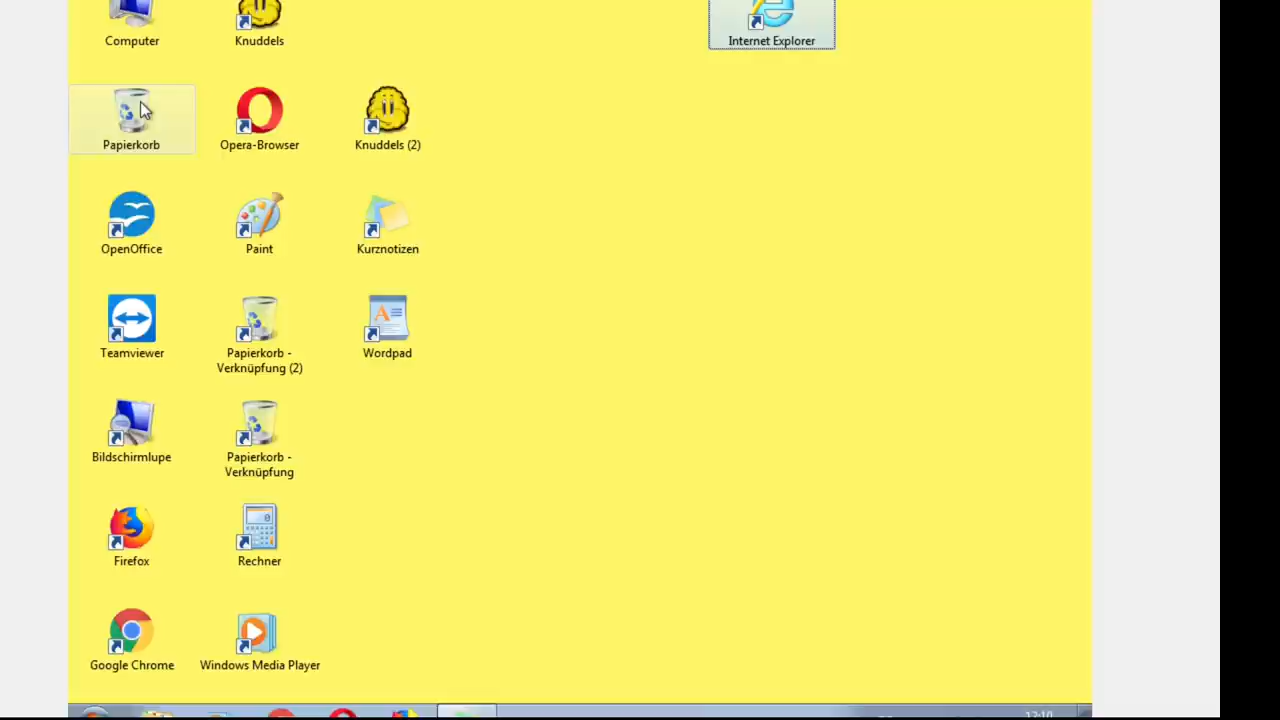 Computer
Knuddels
Internet Explorer
Papierkorb
Opera-Browser
Knuddels (2)
OpenOffice
Paint
Kurznotizen
Teamviewer
Papierkorb -
Verknüpfung (2)
Wordpad
Bildschirmlupe
Papierkorb -
Verknüpfung
Firefox
Rechner
Google Chrome
Windows Media Player